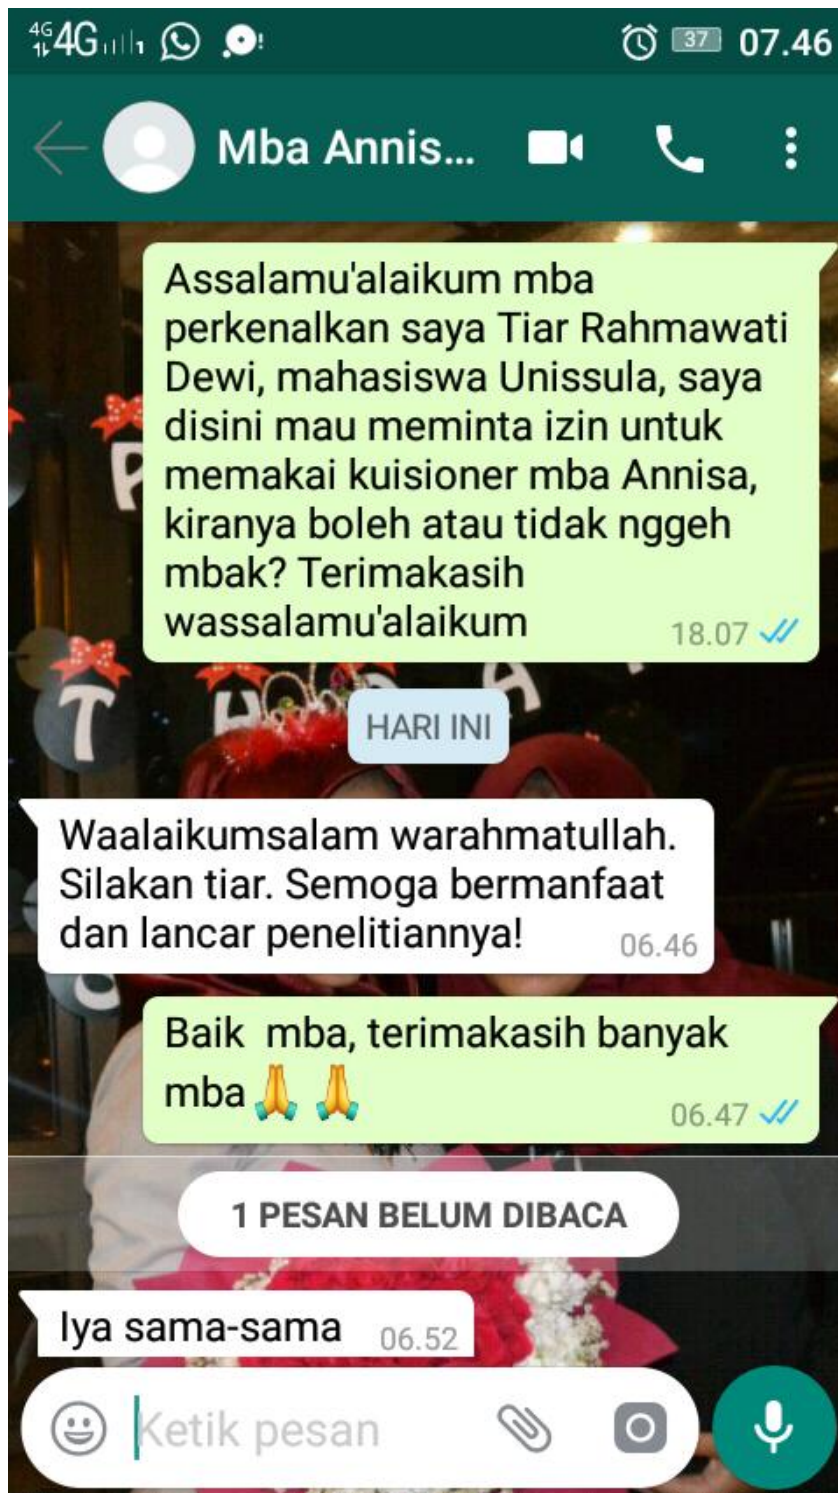 4G 4G 37 07.46
Mba Annis...
Assalamu'alaikum mba
perkenalkan saya Tiar Rahmawati
Dewi, mahasiswa Unissula, saya
disini mau meminta izin untuk
memakai kuisioner mba Annisa,
kiranya boleh atau tidak nggeh
mbak? Terimakasih
wassalamu'alaikum 18.07
HARI INI
Waalaikumsalam warahmatullah.
Silakan tiar. Semoga bermanfaat
dan lancar penelitiannya! 06.46
Baik  mba, terimakasih banyak
mba🙏 🙏 06.47
1 PESAN BELUM DIBACA
Iya sama-sama 06.52
Ketik pesan